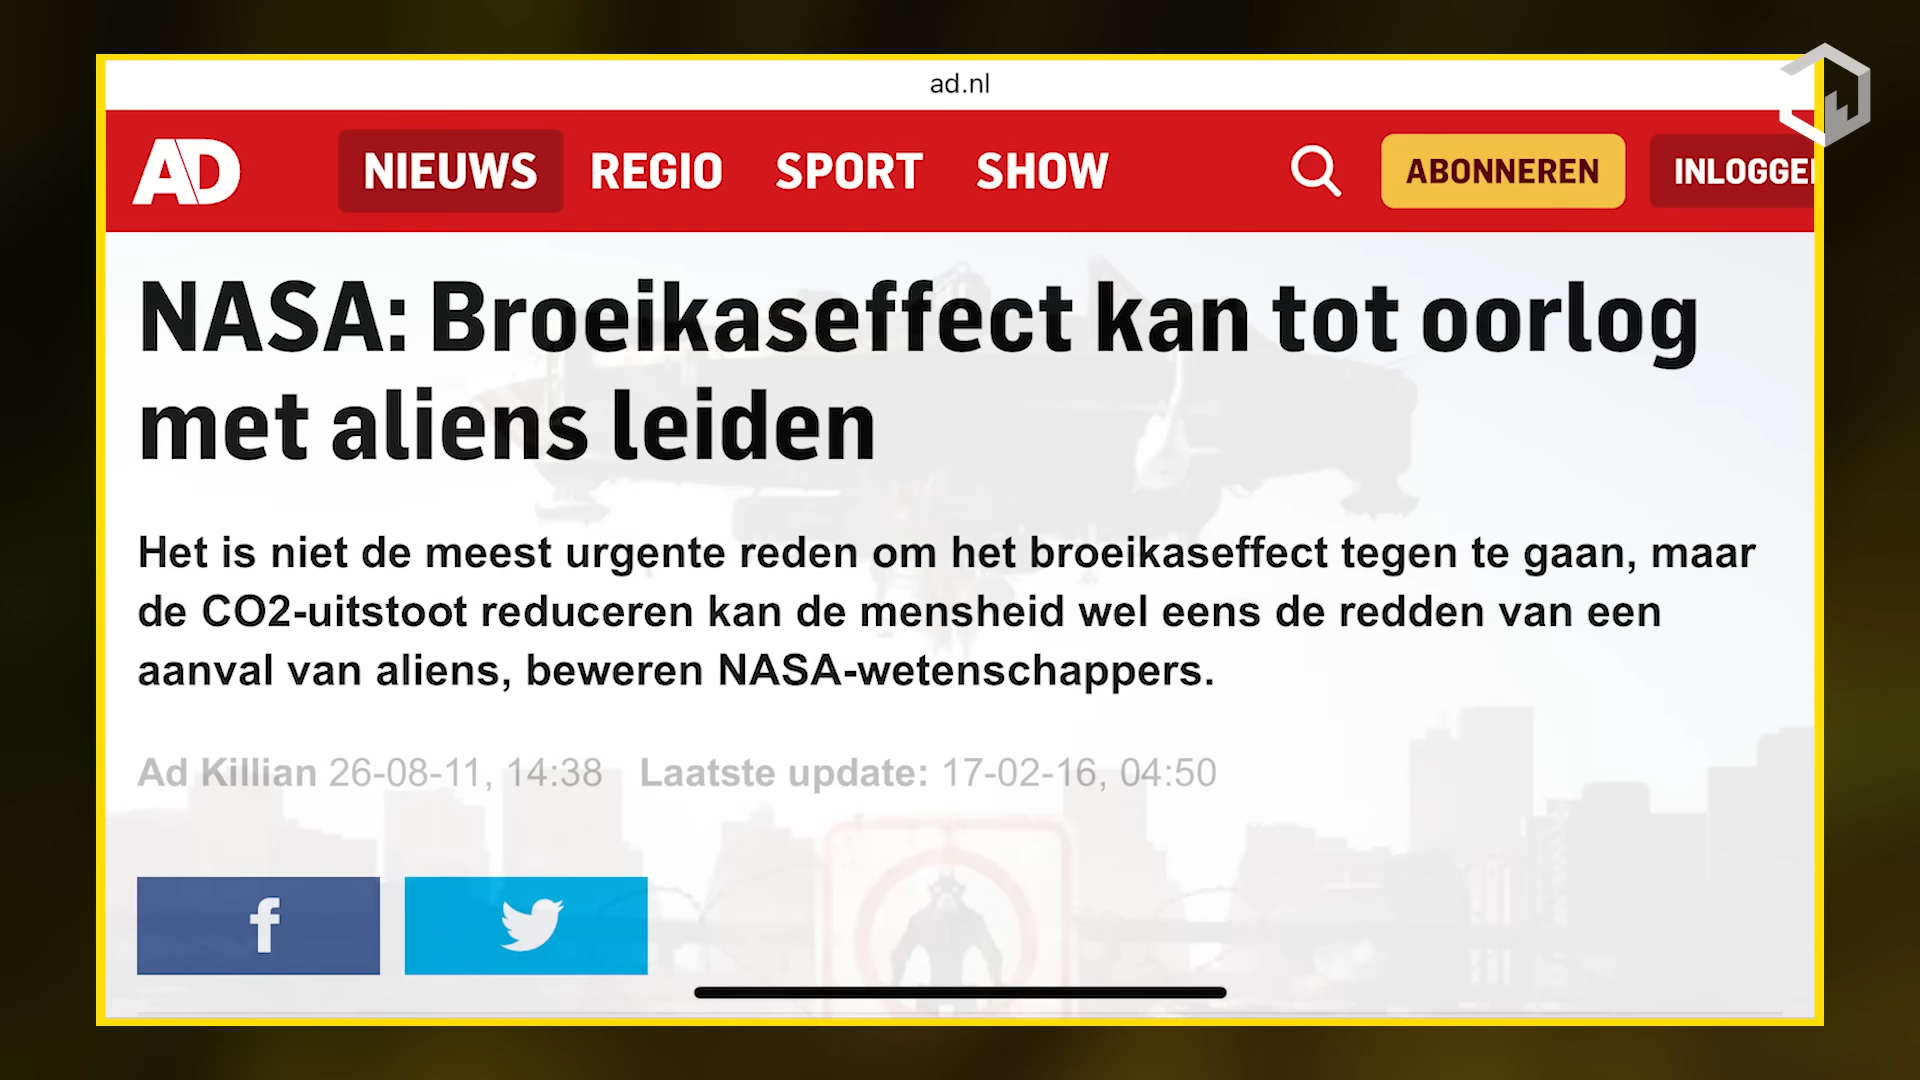 ad.nl
AD NIEUWS REGIO SPORT SHOW ABONNEREN INLOGGE
NASA: Broeikaseffect kan tot oorlog
met aliens leiden
Het is niet de meest urgente reden om het broeikaseffect tegen te gaan, maar
de CO2-uitstoot reduceren kan de mensheid wel eens de redden van een
aanval van aliens, beweren NASA-wetenschappers.
Ad Killian 26-08-11, 14:38 Laatste update: 17-02-16, 04:50